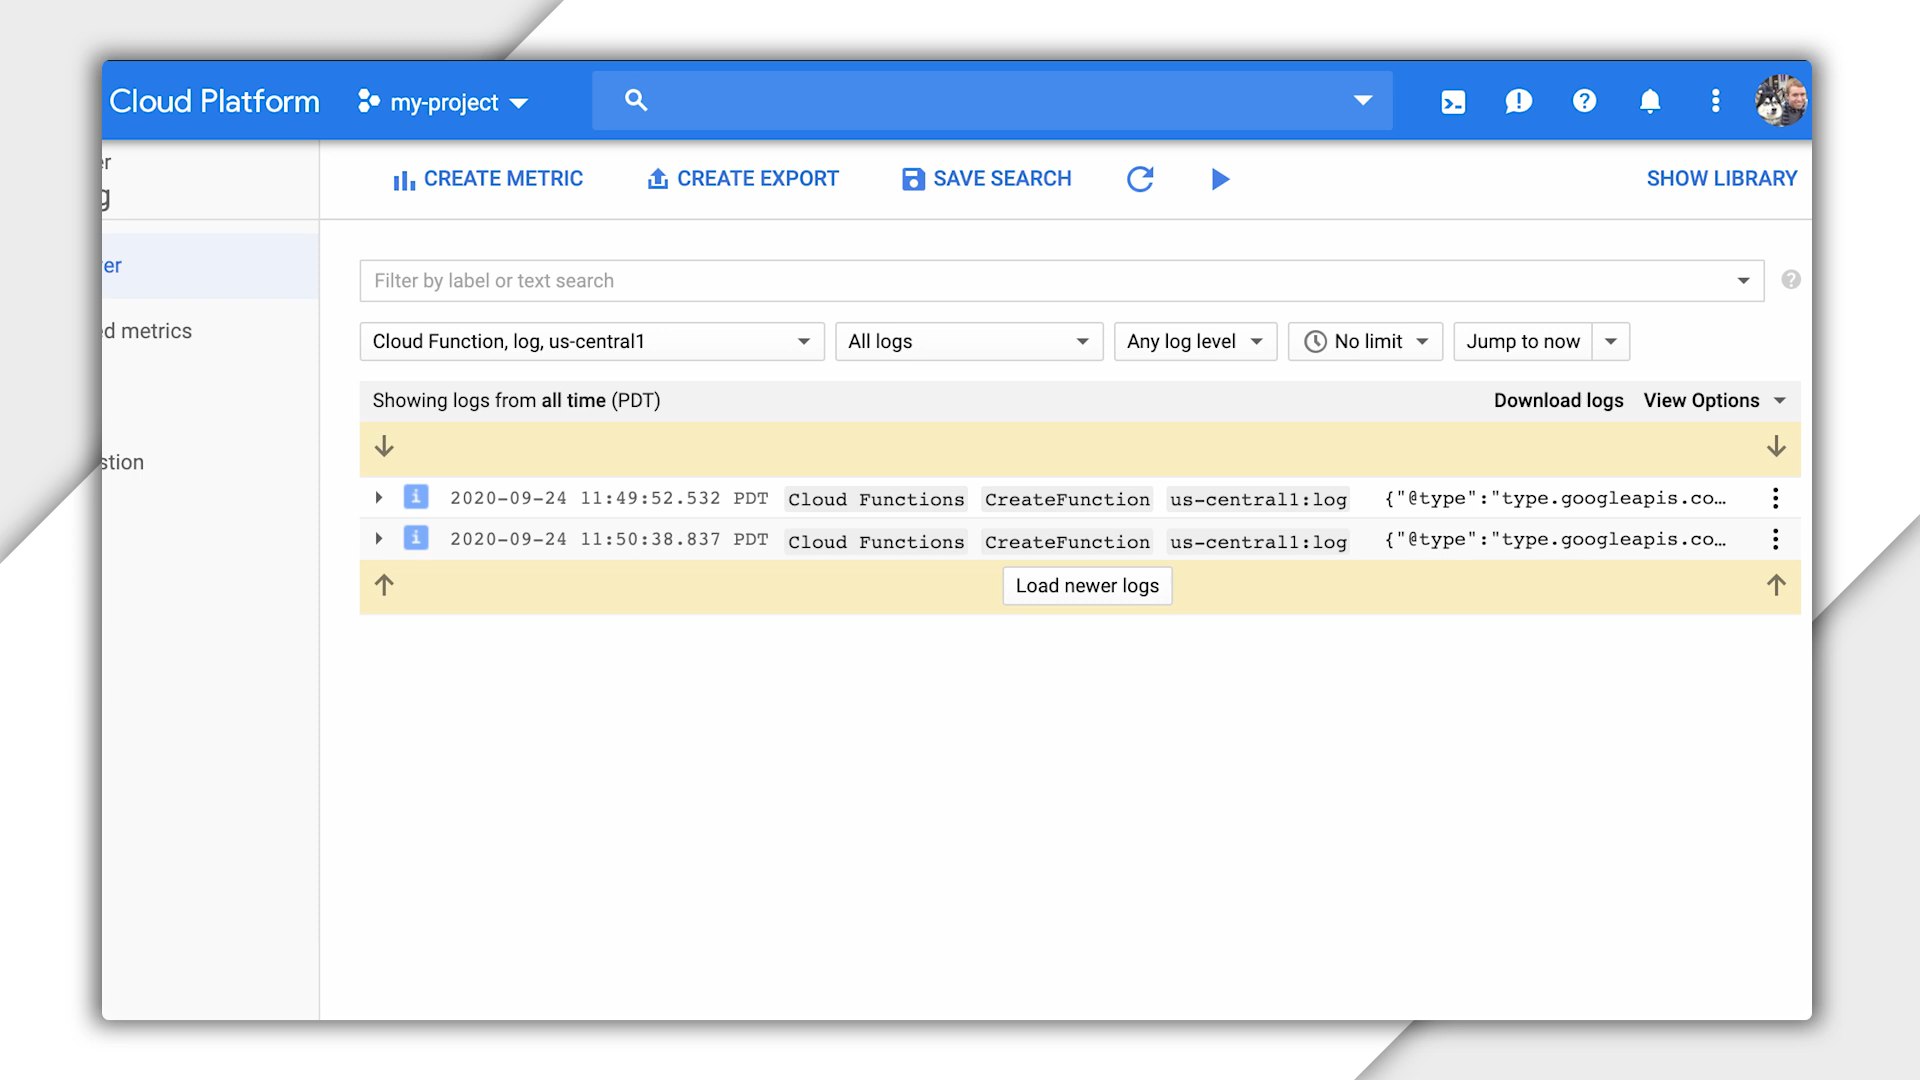 Cloud Platform my-project
er
g
CREATE METRIC CREATE EXPORT SAVE SEARCH SHOW LIBRARY
er
ed metrics
stion
Filter by label or text search
Cloud Function, log, us-central1 All logs Any log level No limit Jump to now
Showing logs from all time (PDT) Download logs View Options
i 2020-09-24 11:49:52.532 PDT Cloud Functions CreateFunction us-central1:log {"@type":"type.googleapis.co…
i 2020-09-24 11:50:38.837 PDT Cloud Functions CreateFunction us-central1:log {"@type":"type.googleapis.co…
Load newer logs